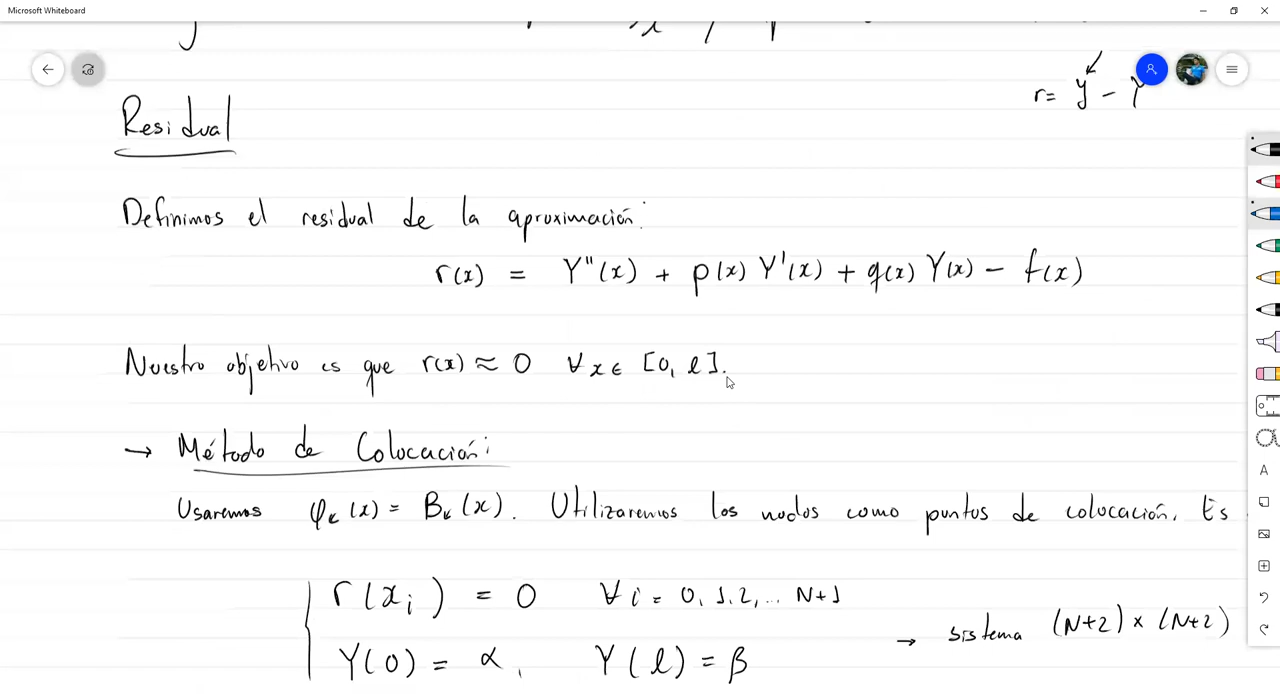 Microsoft Whiteboard
r= y - Y
Residual
Definimos el residual de la aproximación:
r(x) = Y"(x) + p(x) Y'(x) + q(x) Y(x) - f(x)
Nuestro objetivo es que r(x) ≈ 0 ∀x∈ [0, l].
→ Método de Colocación:
Usaremos φₖ(x) = Bₖ(x). Utilizaremos los nodos como puntos de colocación. Es
r(xᵢ) = 0 ∀ i = 0, 1, 2, ... N+1
→ sistema (N+2) × (N+2)
Y(0) = α, Y(l) = β